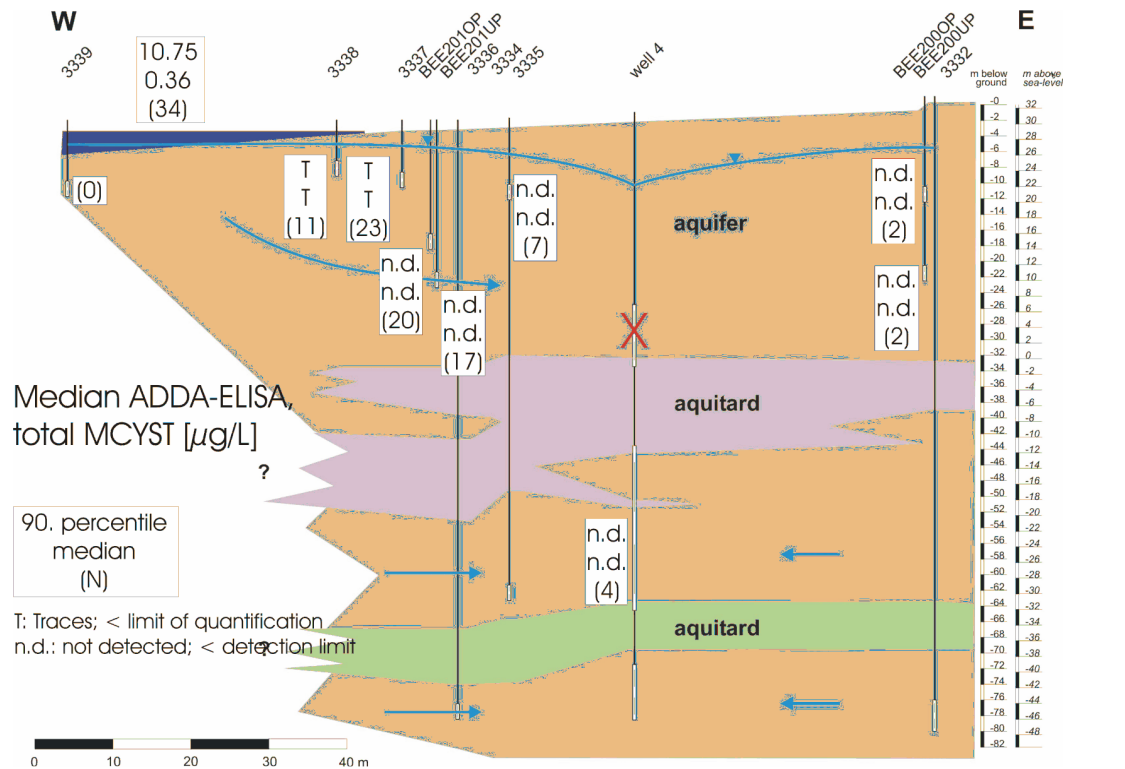 W
E
3339
3338
3337
BEE201OP
BEE201UP
3336
3334
3335
well 4
BEE200OP
BEE200UP
3332
m below
ground
m above
sea-level
10.75
0.36
(34)
(0)
T
T
(11)
T
T
(23)
n.d.
n.d.
(20)
n.d.
n.d.
(17)
n.d.
n.d.
(7)
n.d.
n.d.
(2)
n.d.
n.d.
(2)
n.d.
n.d.
(4)
X
aquifer
aquitard
aquitard
Median ADDA-ELISA,
total MCYST [µg/L]
?
90. percentile
median
(N)
T: Traces; < limit of quantification
n.d.: not detected; < detection limit
?
0 10 20 30 40 m
-0
-2
-4
-6
-8
-10
-12
-14
-16
-18
-20
-22
-24
-26
-28
-30
-32
-34
-36
-38
-40
-42
-44
-46
-48
-50
-52
-54
-56
-58
-60
-62
-64
-66
-68
-70
-72
-74
-76
-78
-80
-82
32
30
28
26
24
22
20
18
16
14
12
10
8
6
4
2
0
-2
-4
-6
-8
-10
-12
-14
-16
-18
-20
-22
-24
-26
-28
-30
-32
-34
-36
-38
-40
-42
-44
-46
-48